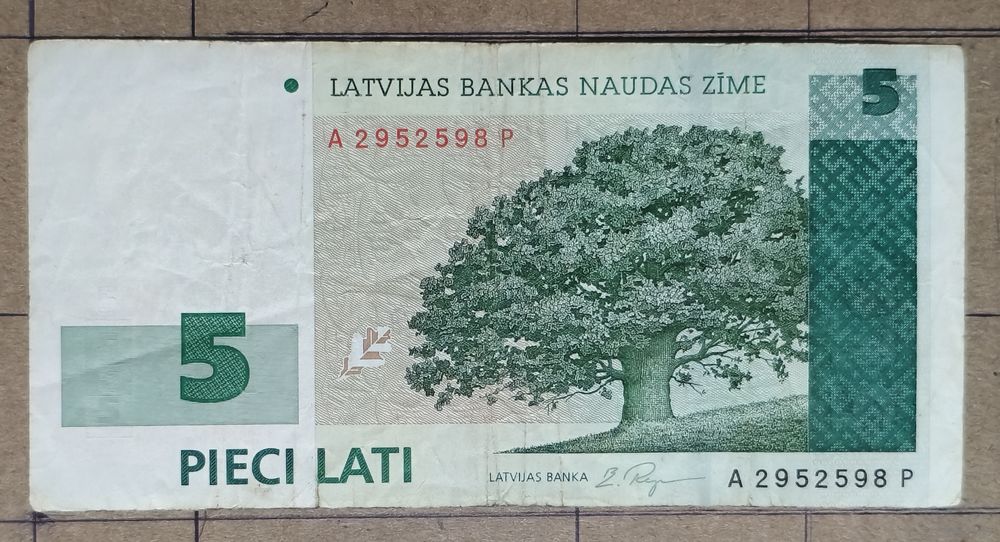 LATVIJAS BANKAS NAUDAS ZĪME
5
A 2952598 P
5
PIECI LATI
LATVIJAS BANKA
A 2952598 P